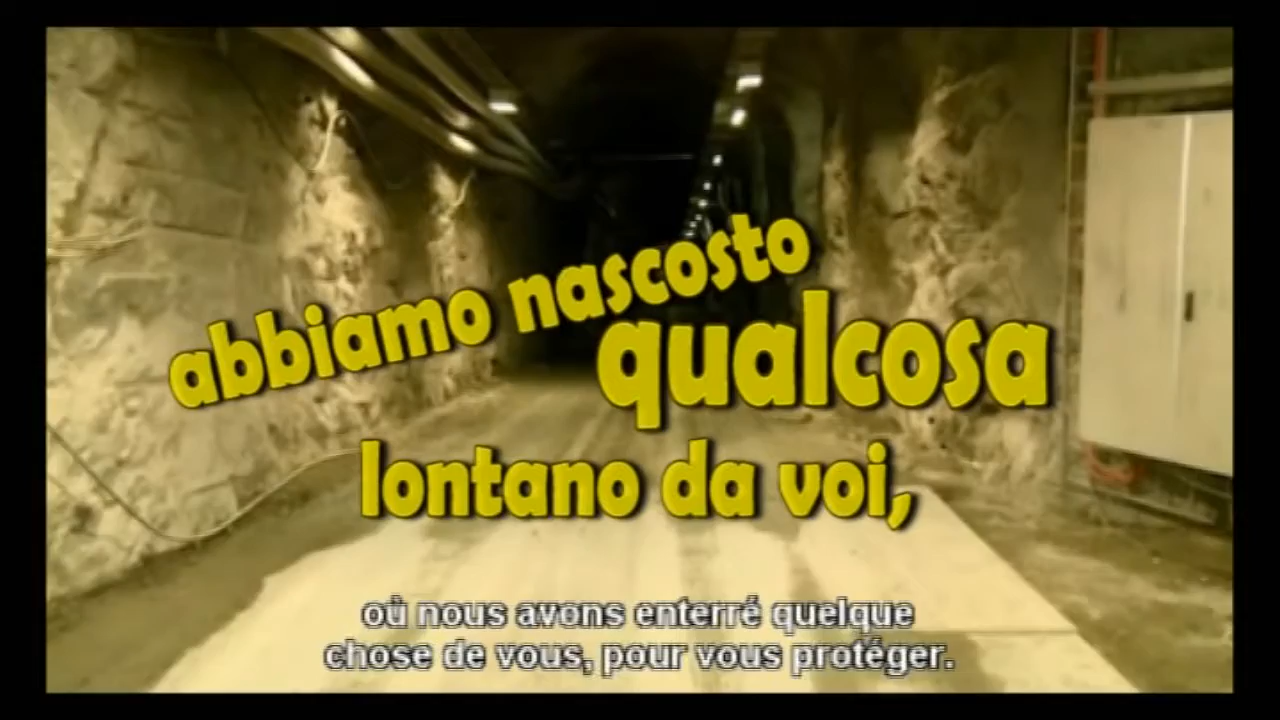 abbiamo nascosto
qualcosa
lontano da voi,
où nous avons enterré quelque
chose de vous, pour vous protéger.